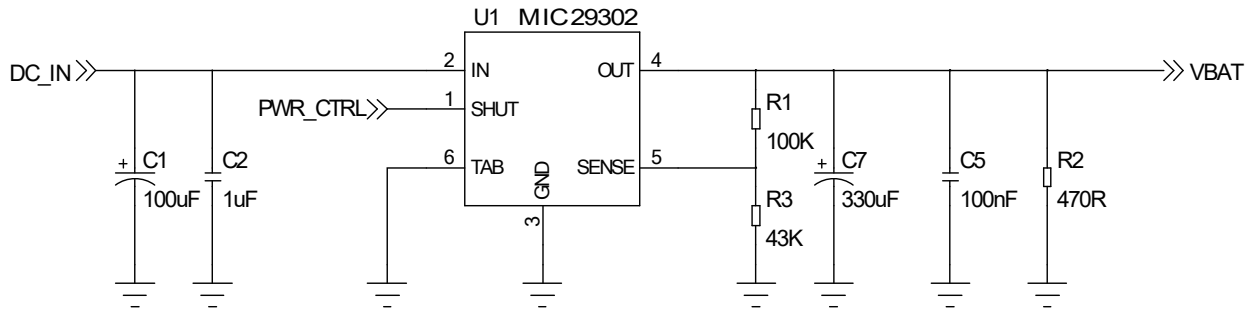 U1 MIC29302
DC_IN
2
IN
OUT
4
VBAT
PWR_CTRL
1
SHUT
R1
100K
+
C1
100uF
C2
1uF
6
TAB
GND
3
SENSE
5
+
C7
330uF
C5
100nF
R2
470R
R3
43K